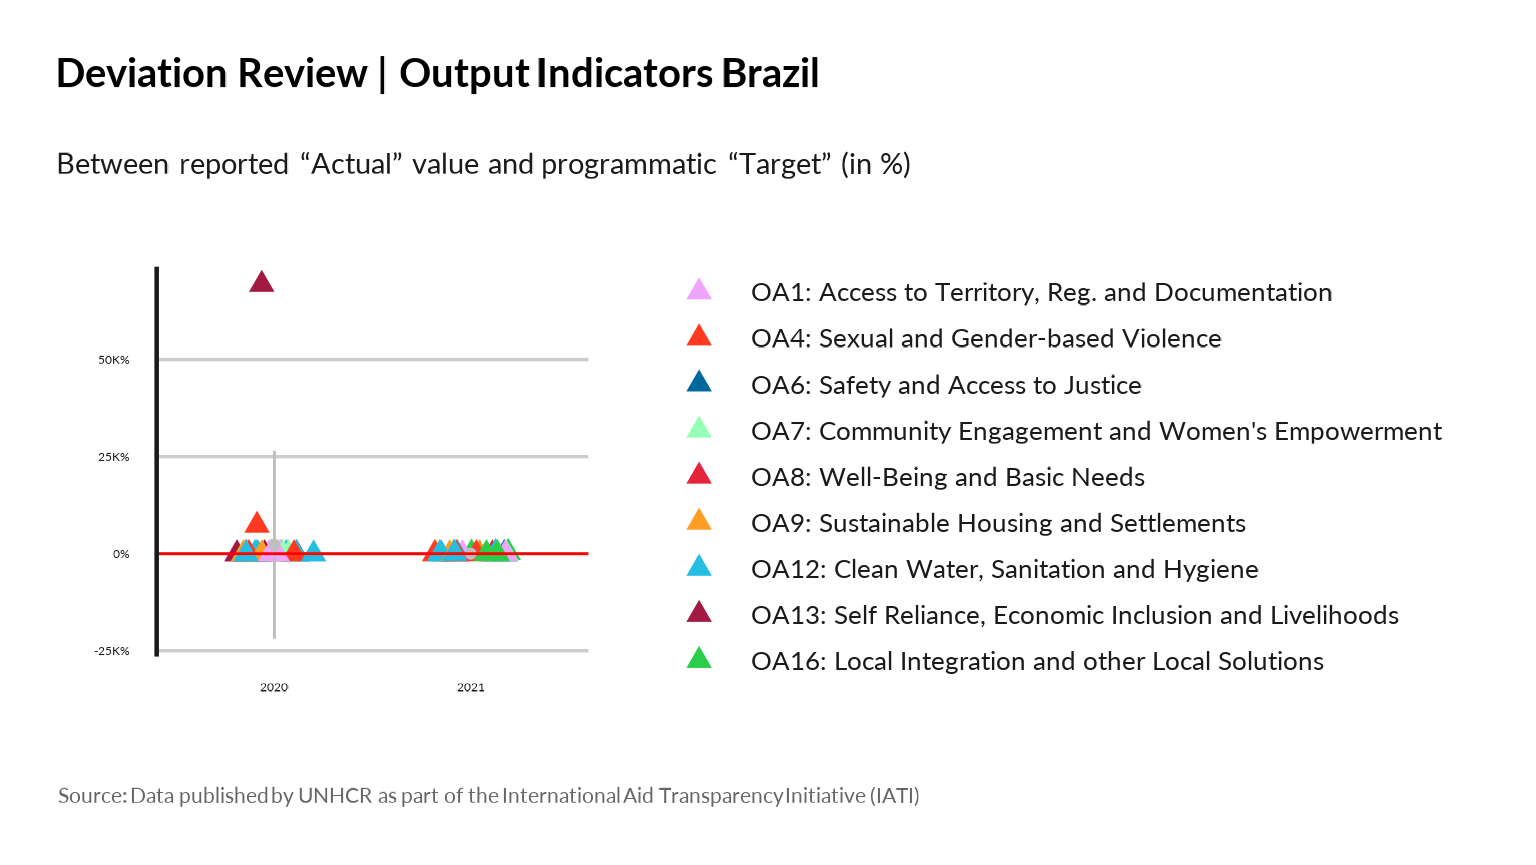 Deviation Review | Output Indicators Brazil
Between reported “Actual” value and programmatic “Target” (in %)
50K%
25K%
0%
-25K%
2020 2021
OA1: Access to Territory, Reg. and Documentation
OA4: Sexual and Gender-based Violence
OA6: Safety and Access to Justice
OA7: Community Engagement and Women's Empowerment
OA8: Well-Being and Basic Needs
OA9: Sustainable Housing and Settlements
OA12: Clean Water, Sanitation and Hygiene
OA13: Self Reliance, Economic Inclusion and Livelihoods
OA16: Local Integration and other Local Solutions
Source: Data published by UNHCR as part of the International Aid Transparency Initiative (IATI)